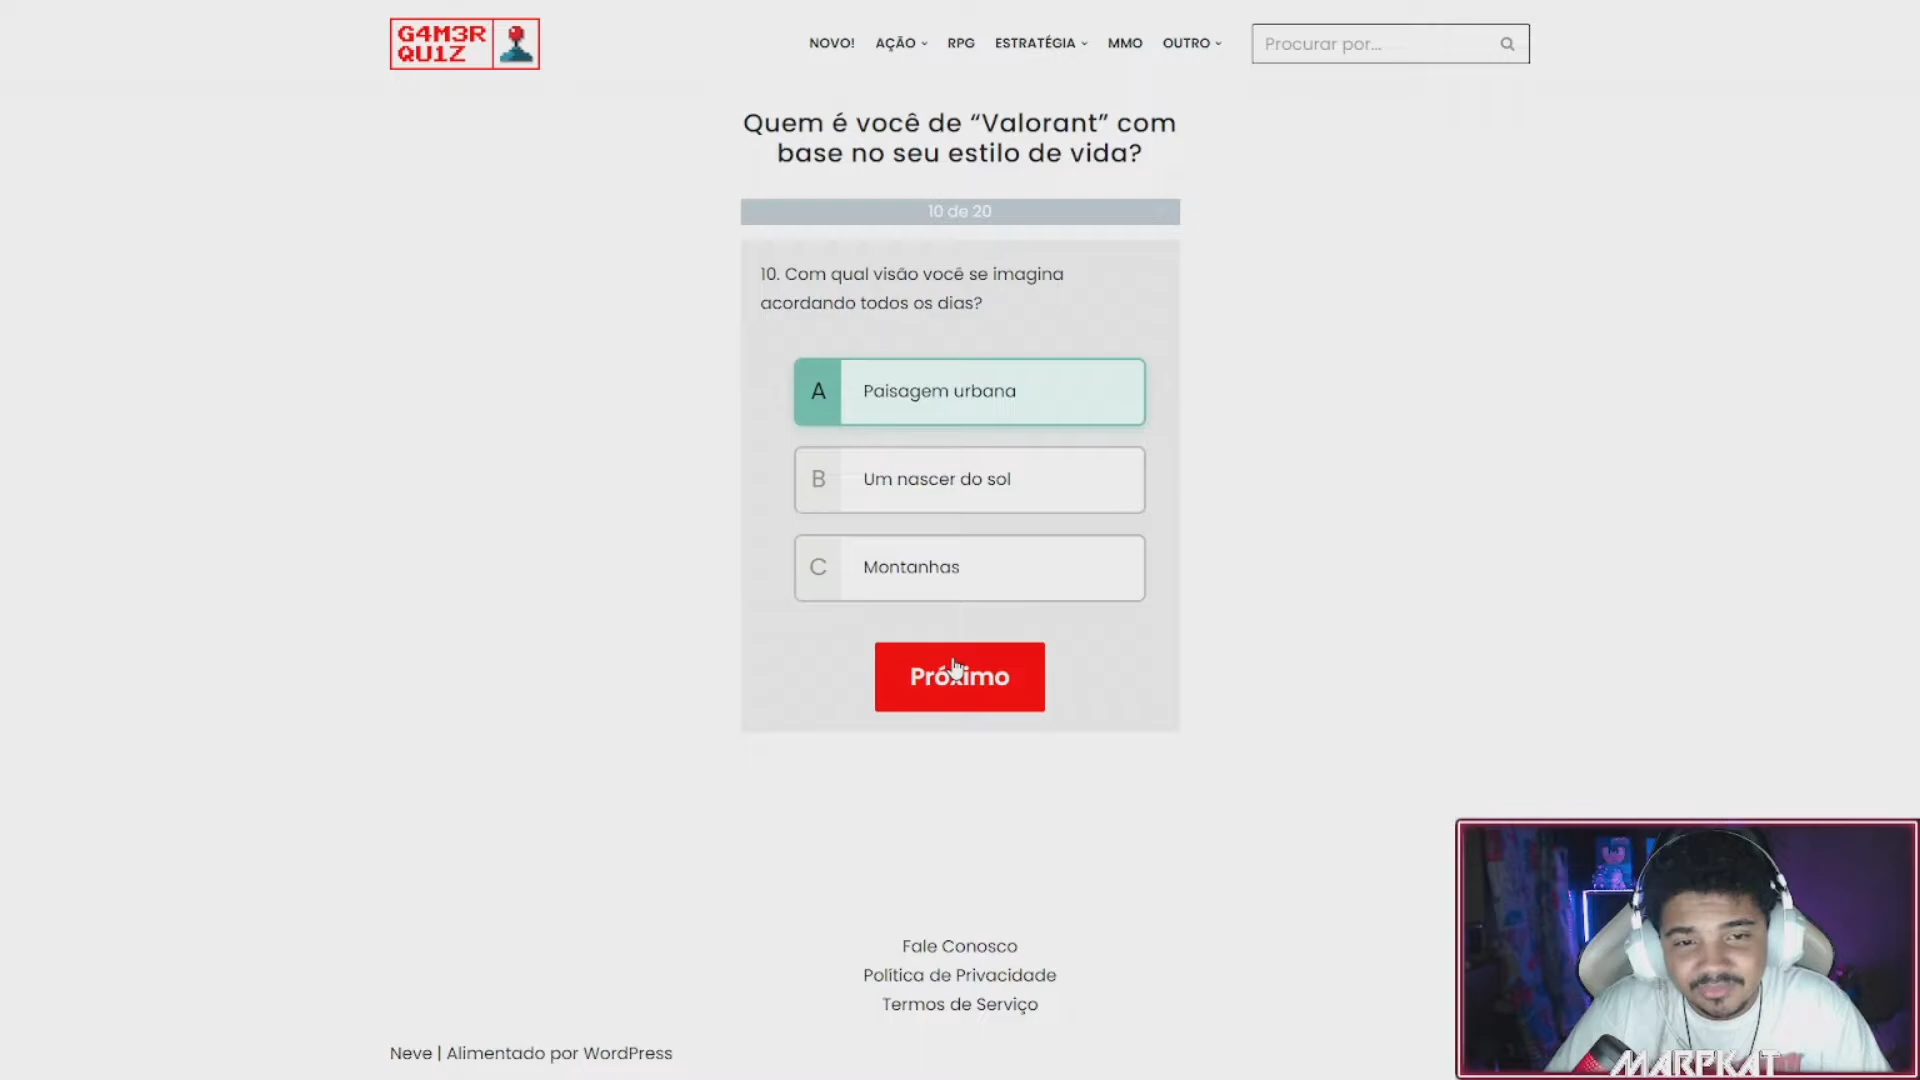 G4M3R
QU1Z
NOVO!
AÇÃO
RPG
ESTRATÉGIA
MMO
OUTRO
Procurar por...
Quem é você de “Valorant” com
base no seu estilo de vida?
10 de 20
10. Com qual visão você se imagina
acordando todos os dias?
A
Paisagem urbana
B
Um nascer do sol
C
Montanhas
Próximo
Fale Conosco
Política de Privacidade
Termos de Serviço
Neve | Alimentado por WordPress
MARPKAT